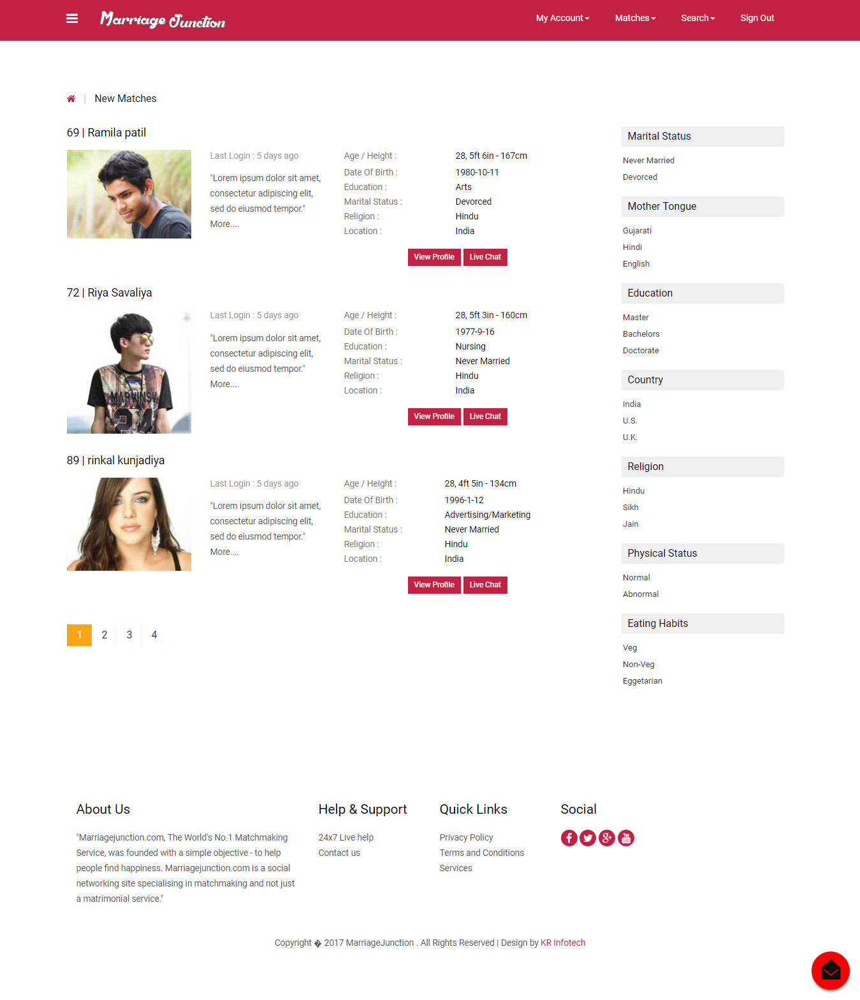 Marriage Junction
My Account
Matches
Search
Sign Out
| New Matches
69 | Ramila patil
Last Login : 5 days ago
"Lorem ipsum dolor sit amet,
consectetur adipiscing elit,
sed do eiusmod tempor."
More....
Age / Height : 28, 5ft 6in - 167cm
Date Of Birth : 1980-10-11
Education : Arts
Marital Status : Devorced
Religion : Hindu
Location : India
View Profile
Live Chat
72 | Riya Savaliya
MARVINSV
24
Last Login : 5 days ago
"Lorem ipsum dolor sit amet,
consectetur adipiscing elit,
sed do eiusmod tempor."
More....
Age / Height : 28, 5ft 3in - 160cm
Date Of Birth : 1977-9-16
Education : Nursing
Marital Status : Never Married
Religion : Hindu
Location : India
View Profile
Live Chat
89 | rinkal kunjadiya
Last Login : 5 days ago
"Lorem ipsum dolor sit amet,
consectetur adipiscing elit,
sed do eiusmod tempor."
More....
Age / Height : 28, 4ft 5in - 134cm
Date Of Birth : 1996-1-12
Education : Advertising/Marketing
Marital Status : Never Married
Religion : Hindu
Location : India
View Profile
Live Chat
1 2 3 4
Marital Status
Never Married
Devorced
Mother Tongue
Gujarati
Hindi
English
Education
Master
Bachelors
Doctorate
Country
India
U.S.
U.K.
Religion
Hindu
Sikh
Jain
Physical Status
Normal
Abnormal
Eating Habits
Veg
Non-Veg
Eggetarian
About Us
"Marriagejunction.com, The World's No.1 Matchmaking
Service, was founded with a simple objective - to help
people find happiness. Marriagejunction.com is a social
networking site specialising in matchmaking and not just
a matrimonial service."
Help & Support
24x7 Live help
Contact us
Quick Links
Privacy Policy
Terms and Conditions
Services
Social
Copyright � 2017 MarriageJunction . All Rights Reserved | Design by KR Infotech